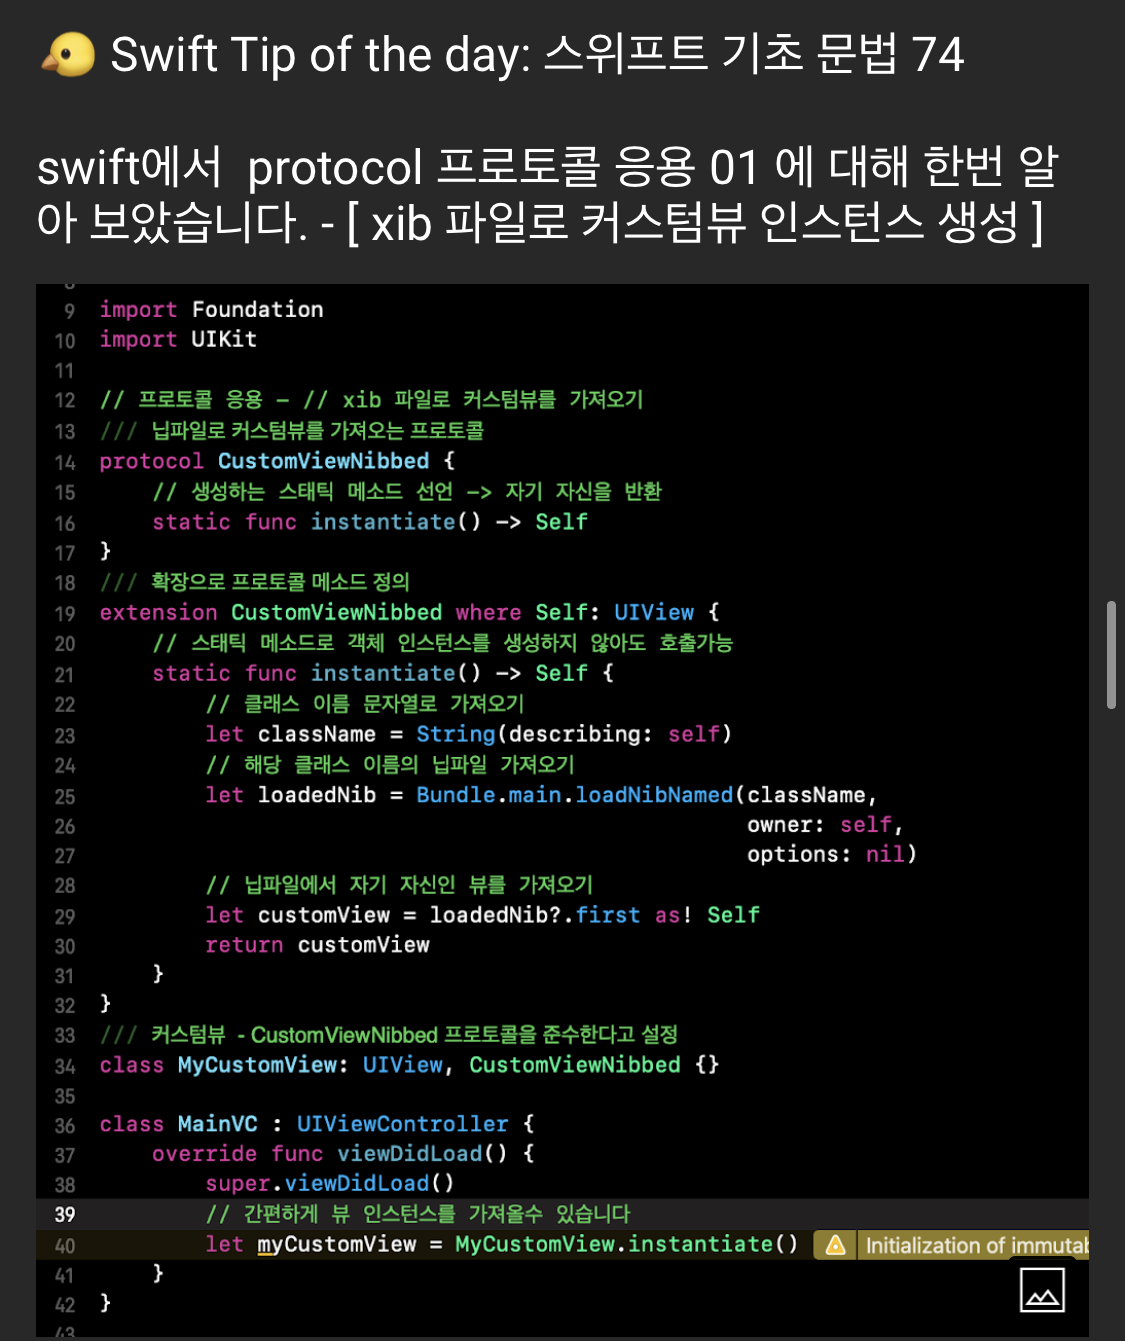 🐤 Swift Tip of the day: 스위프트 기초 문법 74
swift에서  protocol 프로토콜 응용 01 에 대해 한번 알
아 보았습니다. - [ xib 파일로 커스텀뷰 인스턴스 생성 ]
9 import Foundation
10 import UIKit
11
12 // 프로토콜 응용 – // xib 파일로 커스텀뷰를 가져오기
13 /// 닙파일로 커스텀뷰를 가져오는 프로토콜
14 protocol CustomViewNibbed {
15     // 생성하는 스태틱 메소드 선언 –> 자기 자신을 반환
16     static func instantiate() -> Self
17 }
18 /// 확장으로 프로토콜 메소드 정의
19 extension CustomViewNibbed where Self: UIView {
20     // 스태틱 메소드로 객체 인스턴스를 생성하지 않아도 호출가능
21     static func instantiate() -> Self {
22         // 클래스 이름 문자열로 가져오기
23         let className = String(describing: self)
24         // 해당 클래스 이름의 닙파일 가져오기
25         let loadedNib = Bundle.main.loadNibNamed(className,
26                                                  owner: self,
27                                                  options: nil)
28         // 닙파일에서 자기 자신인 뷰를 가져오기
29         let customView = loadedNib?.first as! Self
30         return customView
31     }
32 }
33 /// 커스텀뷰 - CustomViewNibbed 프로토콜을 준수한다고 설정
34 class MyCustomView: UIView, CustomViewNibbed {}
35
36 class MainVC : UIViewController {
37     override func viewDidLoad() {
38         super.viewDidLoad()
39         // 간편하게 뷰 인스턴스를 가져올수 있습니다
40         let myCustomView = MyCustomView.instantiate() Initialization of immutab
41     }
42 }
43